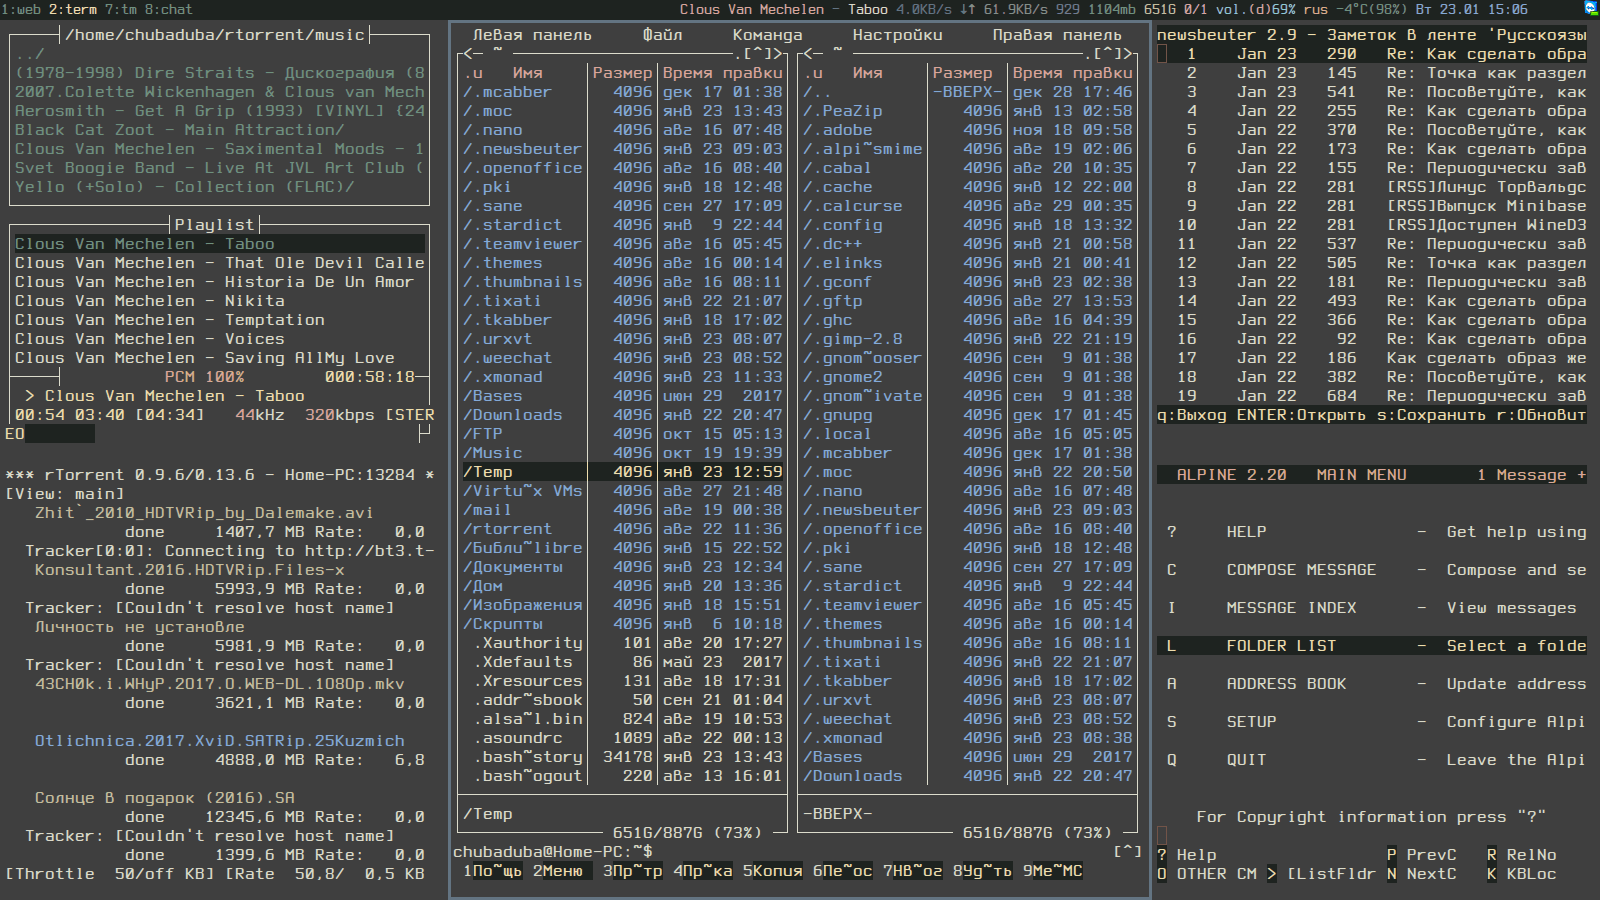 1:web 2:term 7:tm 8:chat
Clous Van Mechelen - Taboo 4.0KB/s ↓↑ 61.9KB/s 929 1104mb 651G 0/1 vol.(d)69% rus -4°C(98%) Вт 23.01 15:06
/home/chubaduba/rtorrent/music
../
(1978-1998) Dire Straits - Дискография (8
2007.Colette Wickenhagen & Clous van Mech
Aerosmith - Get A Grip (1993) [VINYL] (24
Black Cat Zoot - Main Attraction/
Clous Van Mechelen - Saximental Moods - 1
Svet Boogie Band - Live At JVL Art Club (
Yello (+Solo) - Collection (FLAC)/
Playlist
Clous Van Mechelen - Taboo
Clous Van Mechelen - That Ole Devil Calle
Clous Van Mechelen - Historia De Un Amor
Clous Van Mechelen - Nikita
Clous Van Mechelen - Temptation
Clous Van Mechelen - Voices
Clous Van Mechelen - Saving AllMy Love
PCM 100% 000:58:18
> Clous Van Mechelen - Taboo
00:54 03:40 [04:34] 44kHz 320kbps [STER
EO
*** rTorrent 0.9.6/0.13.6 - Home-PC:13284 *
[View: main]
Zhit`_2010_HDTVRip_by_Dalemake.avi
done 1407,7 MB Rate: 0,0
Tracker[0:0]: Connecting to http://bt3.t-
Konsultant.2016.HDTVRip.Files-x
done 5993,9 MB Rate: 0,0
Tracker: [Couldn't resolve host name]
Личность не установле
done 5981,9 MB Rate: 0,0
Tracker: [Couldn't resolve host name]
43CH0k.i.WHyP.2017.O.WEB-DL.1080p.mkv
done 3621,1 MB Rate: 0,0
Otlichnica.2017.XviD.SATRip.25Kuzmich
done 4888,0 MB Rate: 6,8
Солнце в подарок (2016).SA
done 12345,6 MB Rate: 0,0
Tracker: [Couldn't resolve host name]
done 1399,6 MB Rate: 0,0
[Throttle 50/off KB] [Rate 50,8/ 0,5 KB
Левая панель Файл Команда Настройки Правая панель
<- ~ .[^]>
.и Имя Размер Время правки
/.mcabber 4096 дек 17 01:38
/.moc 4096 янв 23 13:43
/.nano 4096 авг 16 07:48
/.newsbeuter 4096 янв 23 09:03
/.openoffice 4096 авг 16 08:40
/.pki 4096 янв 18 12:48
/.sane 4096 сен 27 17:09
/.stardict 4096 янв 9 22:44
/.teamviewer 4096 авг 16 05:45
/.themes 4096 авг 16 00:14
/.thumbnails 4096 авг 16 08:11
/.tixati 4096 янв 22 21:07
/.tkabber 4096 янв 18 17:02
/.urxvt 4096 янв 23 08:07
/.weechat 4096 янв 23 08:52
/.xmonad 4096 янв 23 11:33
/Bases 4096 июн 29 2017
/Downloads 4096 янв 22 20:47
/FTP 4096 окт 15 05:13
/Music 4096 окт 19 19:39
/Temp 4096 янв 23 12:59
/Virtu~x VMs 4096 авг 27 21:48
/mail 4096 авг 19 00:38
/rtorrent 4096 авг 22 11:36
/Библи~libre 4096 янв 15 22:52
/Документы 4096 янв 23 12:34
/Дом 4096 янв 20 13:36
/Изображения 4096 янв 18 15:51
/Скрипты 4096 янв 6 10:18
.Xauthority 101 авг 20 17:27
.Xdefaults 86 май 23 2017
.Xresources 131 авг 18 17:31
.addr~sbook 50 сен 21 01:04
.alsa~l.bin 824 авг 19 10:53
.asoundrc 1089 авг 22 00:13
.bash~story 34178 янв 23 13:43
.bash~ogout 220 авг 13 16:01
/Temp
651G/887G (73%)
<- ~ .[^]>
.и Имя Размер Время правки
/.. -ВВЕРХ- дек 28 17:46
/.PeaZip 4096 янв 13 02:58
/.adobe 4096 ноя 18 09:58
/.alpi~smime 4096 авг 19 02:06
/.cabal 4096 авг 20 10:35
/.cache 4096 янв 12 22:00
/.calcurse 4096 авг 29 00:35
/.config 4096 янв 18 13:32
/.dc++ 4096 янв 21 00:58
/.elinks 4096 янв 21 00:41
/.gconf 4096 янв 23 02:38
/.gftp 4096 авг 27 13:53
/.ghc 4096 авг 16 04:39
/.gimp-2.8 4096 янв 22 21:19
/.gnom~ooser 4096 сен 9 01:38
/.gnome2 4096 сен 9 01:38
/.gnom~ivate 4096 сен 9 01:38
/.gnupg 4096 дек 17 01:45
/.local 4096 авг 16 05:05
/.mcabber 4096 дек 17 01:38
/.moc 4096 янв 22 20:50
/.nano 4096 авг 16 07:48
/.newsbeuter 4096 янв 23 09:03
/.openoffice 4096 авг 16 08:40
/.pki 4096 янв 18 12:48
/.sane 4096 сен 27 17:09
/.stardict 4096 янв 9 22:44
/.teamviewer 4096 авг 16 05:45
/.themes 4096 авг 16 00:14
/.thumbnails 4096 авг 16 08:11
/.tixati 4096 янв 22 21:07
/.tkabber 4096 янв 18 17:02
/.urxvt 4096 янв 23 08:07
/.weechat 4096 янв 23 08:52
/.xmonad 4096 янв 23 08:38
/Bases 4096 июн 29 2017
/Downloads 4096 янв 22 20:47
-ВВЕРХ-
651G/887G (73%)
chubaduba@Home-PC:~$ [^]
1По~щь 2Меню 3Пр~тр 4Пр~ка 5Копия 6Пе~ос 7НВ~ог 8Уд~ть 9Ме~МС
newsbeuter 2.9 - Заметок в ленте 'Русскоязы
1 Jan 23 290 Re: Как сделать обра
2 Jan 23 145 Re: Точка как раздел
3 Jan 23 541 Re: Посоветуйте, как
4 Jan 22 255 Re: Как сделать обра
5 Jan 22 370 Re: Посоветуйте, как
6 Jan 22 173 Re: Как сделать обра
7 Jan 22 155 Re: Периодически зав
8 Jan 22 281 [RSS]Линус Торвальдс
9 Jan 22 281 [RSS]Выпуск Minibase
10 Jan 22 281 [RSS]Доступен WineD3
11 Jan 22 537 Re: Периодически зав
12 Jan 22 505 Re: Точка как раздел
13 Jan 22 181 Re: Периодически зав
14 Jan 22 493 Re: Как сделать обра
15 Jan 22 366 Re: Как сделать обра
16 Jan 22 92 Re: Как сделать обра
17 Jan 22 186 Как сделать образ же
18 Jan 22 382 Re: Посоветуйте, как
19 Jan 22 684 Re: Периодически зав
q:Выход ENTER:Открыть s:Сохранить r:Обновит
ALPINE 2.20 MAIN MENU 1 Message +
? HELP - Get help using
C COMPOSE MESSAGE - Compose and se
I MESSAGE INDEX - View messages
L FOLDER LIST - Select a folde
A ADDRESS BOOK - Update address
S SETUP - Configure Alpi
Q QUIT - Leave the Alpi
For Copyright information press "?"
? Help P PrevC R RelNo
O OTHER CM > [ListFldr N NextC K KBLoc